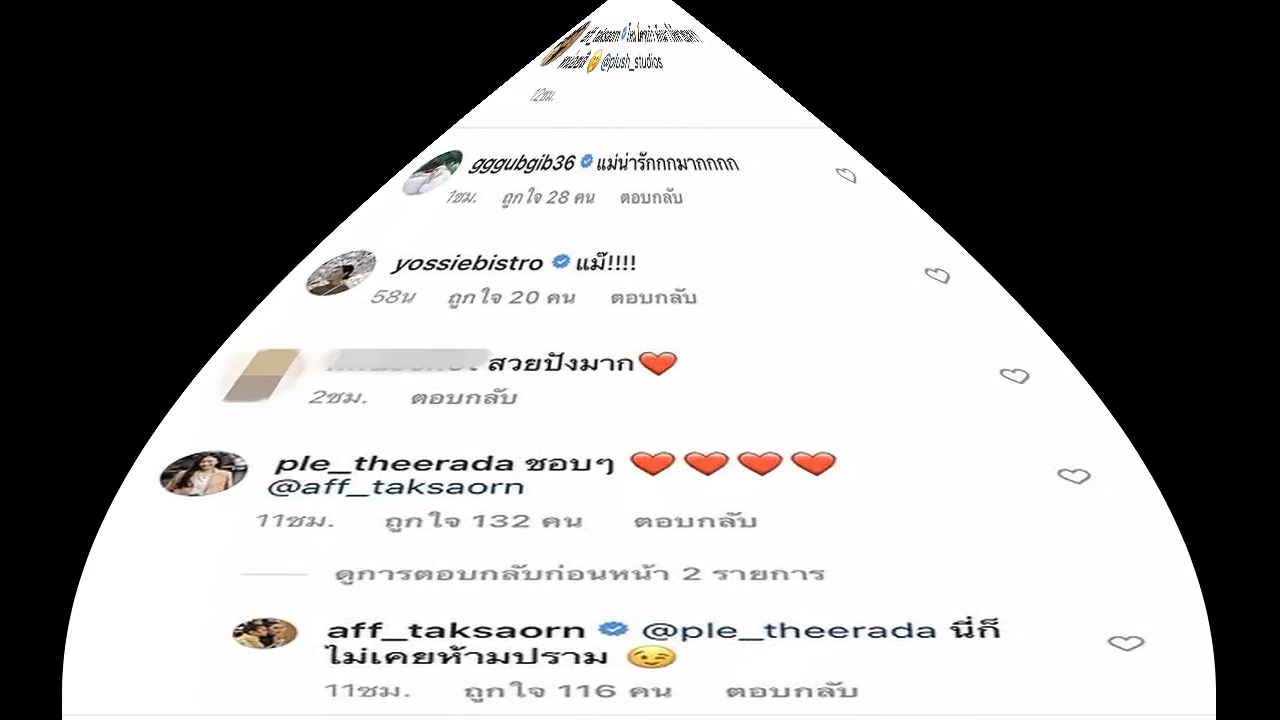 aff_taksaorn
@plush_studios
12ชม.
gggubgib36 แม่น่ารักกกมากกกก
1ชม. ถูกใจ 28 คน ตอบกลับ
yossiebistro แม๊!!!!
58น ถูกใจ 20 คน ตอบกลับ
สวยปังมาก❤️
2ชม. ตอบกลับ
ple_theerada ชอบๆ ❤️❤️❤️❤️
@aff_taksaorn
11ชม. ถูกใจ 132 คน ตอบกลับ
ดูการตอบกลับก่อนหน้า 2 รายการ
aff_taksaorn @ple_theerada นี่ก็
ไม่เคยห้ามปราม 😉
11ชม. ถูกใจ 116 คน ตอบกลับ